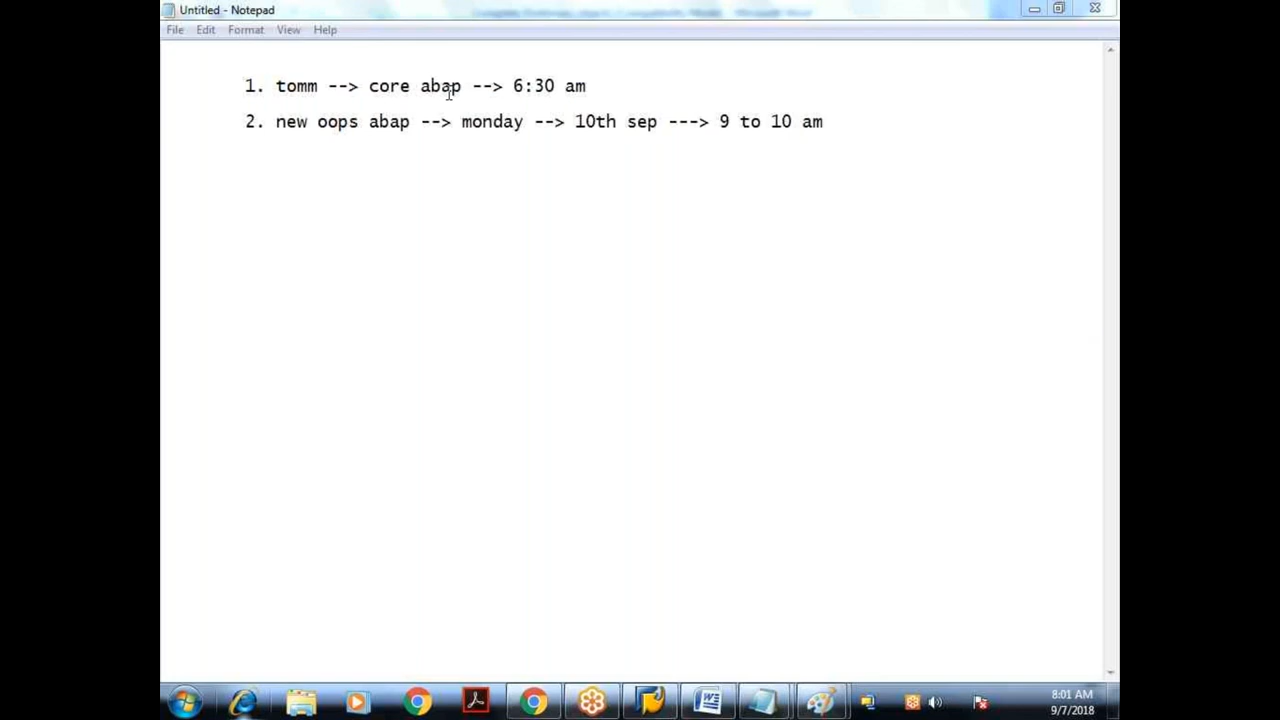 Untitled - Notepad
File Edit Format View Help
1. tomm --> core abap --> 6:30 am
2. new oops abap --> monday --> 10th sep ---> 9 to 10 am
8:01 AM
9/7/2018